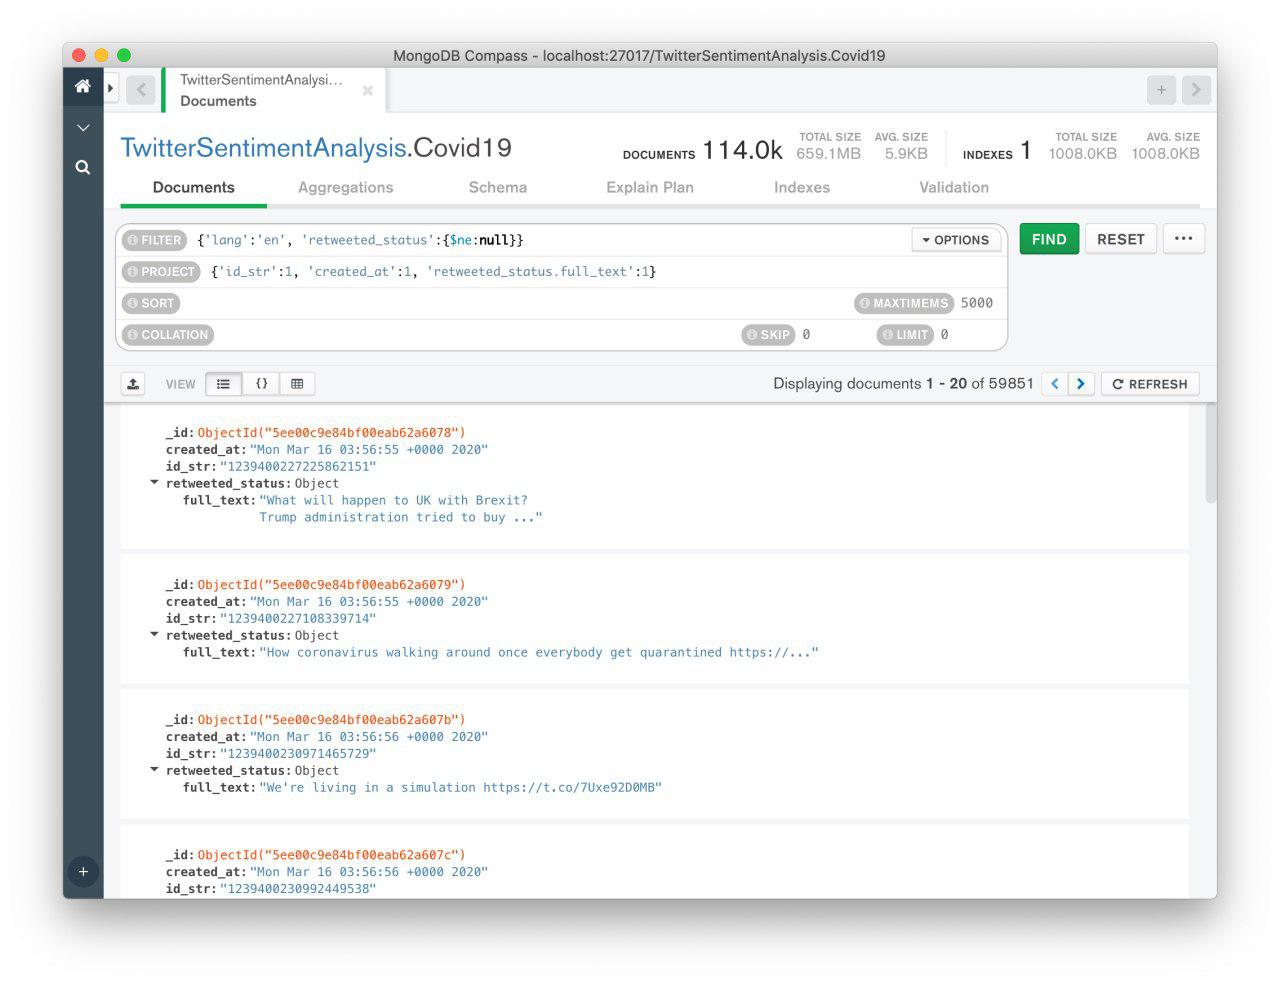 MongoDB Compass - localhost:27017/TwitterSentimentAnalysis.Covid19
TwitterSentimentAnalysi...
Documents
TwitterSentimentAnalysis.Covid19
DOCUMENTS 114.0k TOTAL SIZE 659.1MB AVG. SIZE 5.9KB INDEXES 1 TOTAL SIZE 1008.0KB AVG. SIZE 1008.0KB
Documents Aggregations Schema Explain Plan Indexes Validation
FILTER {'lang':'en', 'retweeted_status':{$ne:null}} OPTIONS FIND RESET ...
PROJECT {'id_str':1, 'created_at':1, 'retweeted_status.full_text':1}
SORT MAXTIMEMS 5000
COLLATION SKIP 0 LIMIT 0
VIEW {} Displaying documents 1 - 20 of 59851 < > REFRESH
_id: ObjectId("5ee00c9e84bf00eab62a6078")
created_at: "Mon Mar 16 03:56:55 +0000 2020"
id_str: "1239400227225862151"
retweeted_status: Object
full_text: "What will happen to UK with Brexit?
Trump administration tried to buy ..."
_id: ObjectId("5ee00c9e84bf00eab62a6079")
created_at: "Mon Mar 16 03:56:55 +0000 2020"
id_str: "1239400227108339714"
retweeted_status: Object
full_text: "How coronavirus walking around once everybody get quarantined https://..."
_id: ObjectId("5ee00c9e84bf00eab62a607b")
created_at: "Mon Mar 16 03:56:56 +0000 2020"
id_str: "1239400230971465729"
retweeted_status: Object
full_text: "We're living in a simulation https://t.co/7Uxe92D0MB"
_id: ObjectId("5ee00c9e84bf00eab62a607c")
created_at: "Mon Mar 16 03:56:56 +0000 2020"
id_str: "1239400230992449538"